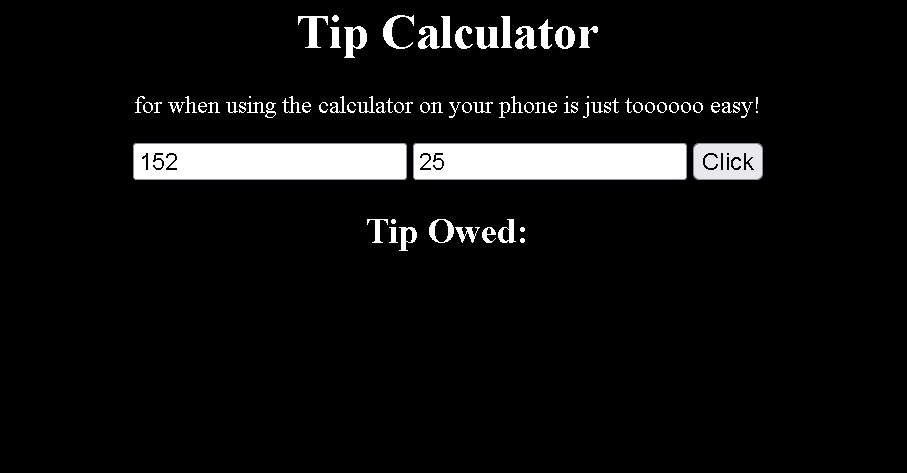 Tip Calculator
for when using the calculator on your phone is just toooooo easy!
152 25 Click
Tip Owed: